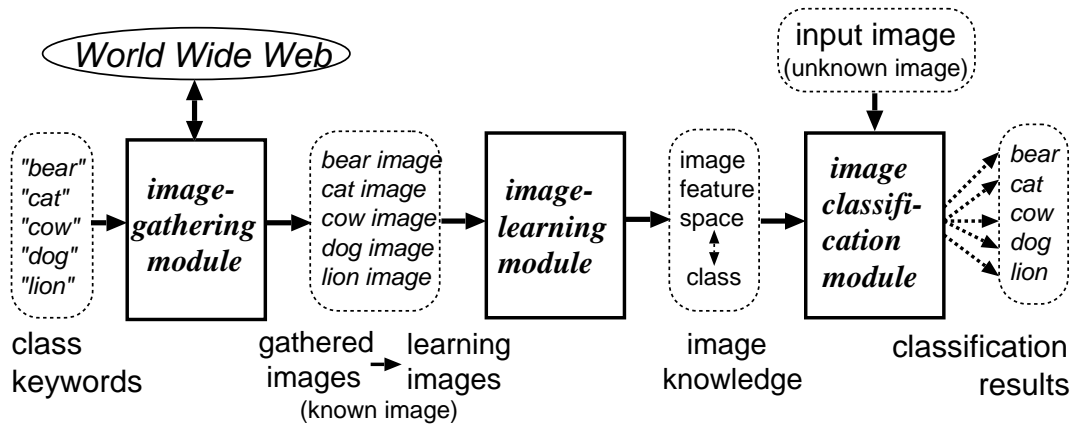 World Wide Web
input image
(unknown image)
"bear"
"cat"
"cow"
"dog"
"lion"
image-
gathering
module
bear image
cat image
cow image
dog image
lion image
image-
learning
module
image
feature
space
class
image
classifi-
cation
module
bear
cat
cow
dog
lion
class
keywords
gathered
images
(known image)
learning
images
image
knowledge
classification
results